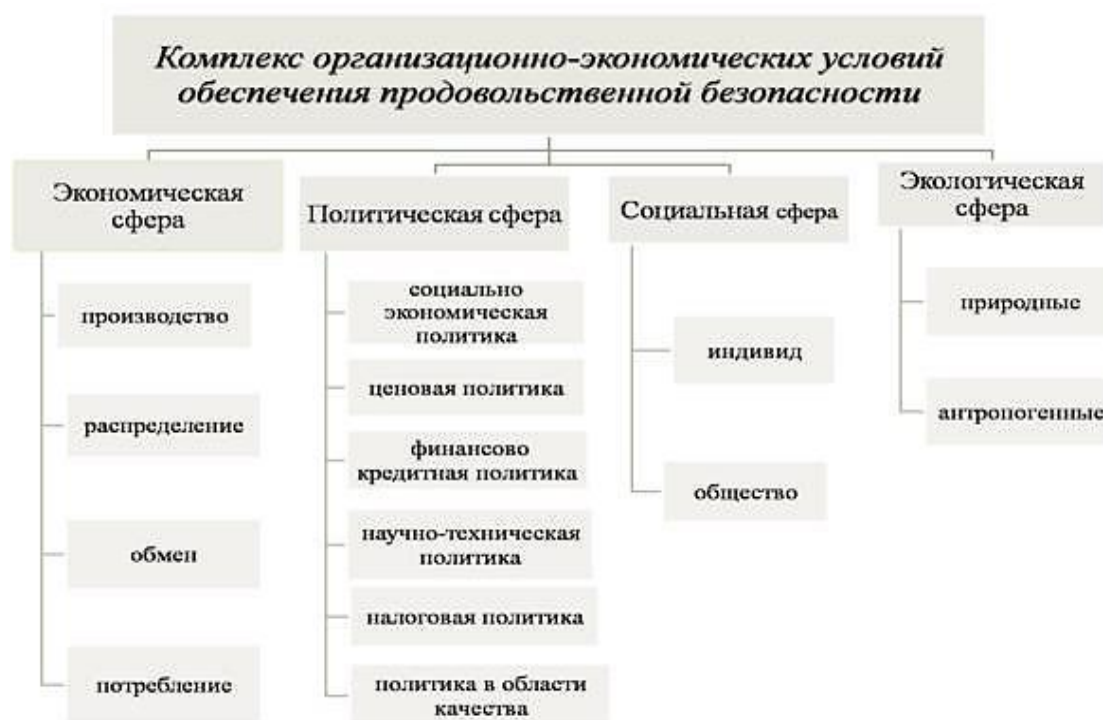 Комплекс организационно-экономических условий
обеспечения продовольственной безопасности
Экономическая
сфера
производство
распределение
обмен
потребление
Политическая сфера
социально
экономическая
политика
ценовая политика
финансово
кредитная политика
научно-техническая
политика
налоговая политика
политика в области
качества
Социальная сфера
индивид
общество
Экологическая
сфера
природные
антропогенные